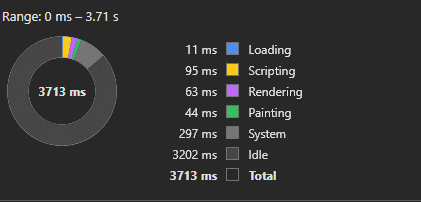 Range: 0 ms – 3.71 s
3713 ms
11 ms Loading
95 ms Scripting
63 ms Rendering
44 ms Painting
297 ms System
3202 ms Idle
3713 ms Total